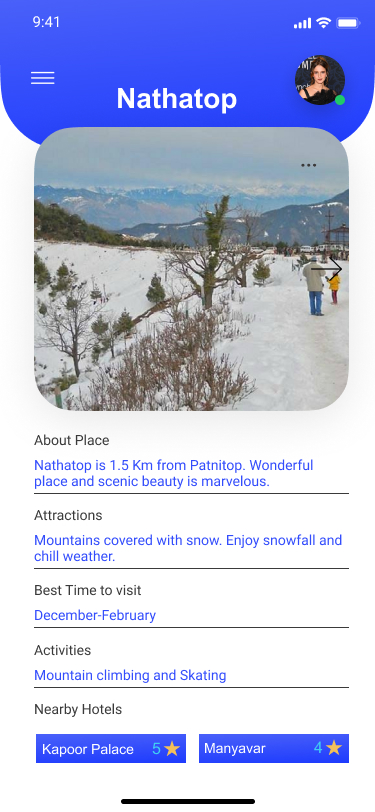 9:41
Nathatop
About Place
Nathatop is 1.5 Km from Patnitop. Wonderful
place and scenic beauty is marvelous.
Attractions
Mountains covered with snow. Enjoy snowfall and
chill weather.
Best Time to visit
December-February
Activities
Mountain climbing and Skating
Nearby Hotels
Kapoor Palace 5
Manyavar 4